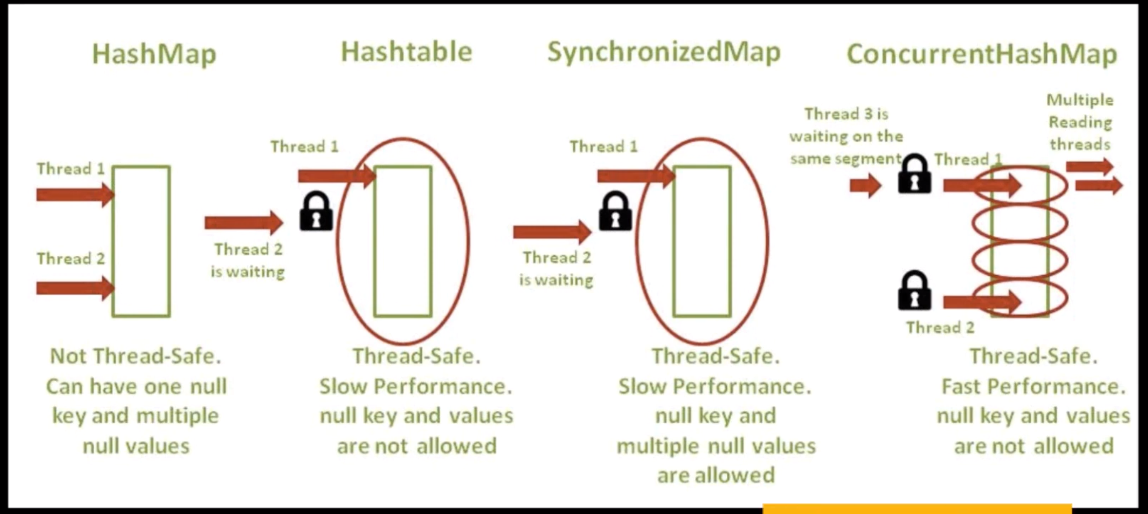 HashMap
Thread 1
Thread 2
Not Thread-Safe.
Can have one null
key and multiple
null values
Hashtable
Thread 1
Thread 2
is waiting
Thread-Safe.
Slow Performance.
null key and values
are not allowed
SynchronizedMap
Thread 1
Thread 2
is waiting
Thread-Safe.
Slow Performance.
null key and
multiple null values
are allowed
ConcurrentHashMap
Thread 3 is
waiting on the
same segment
Thread 1
Multiple
Reading
threads
Thread 2
Thread-Safe.
Fast Performance.
null key and values
are not allowed